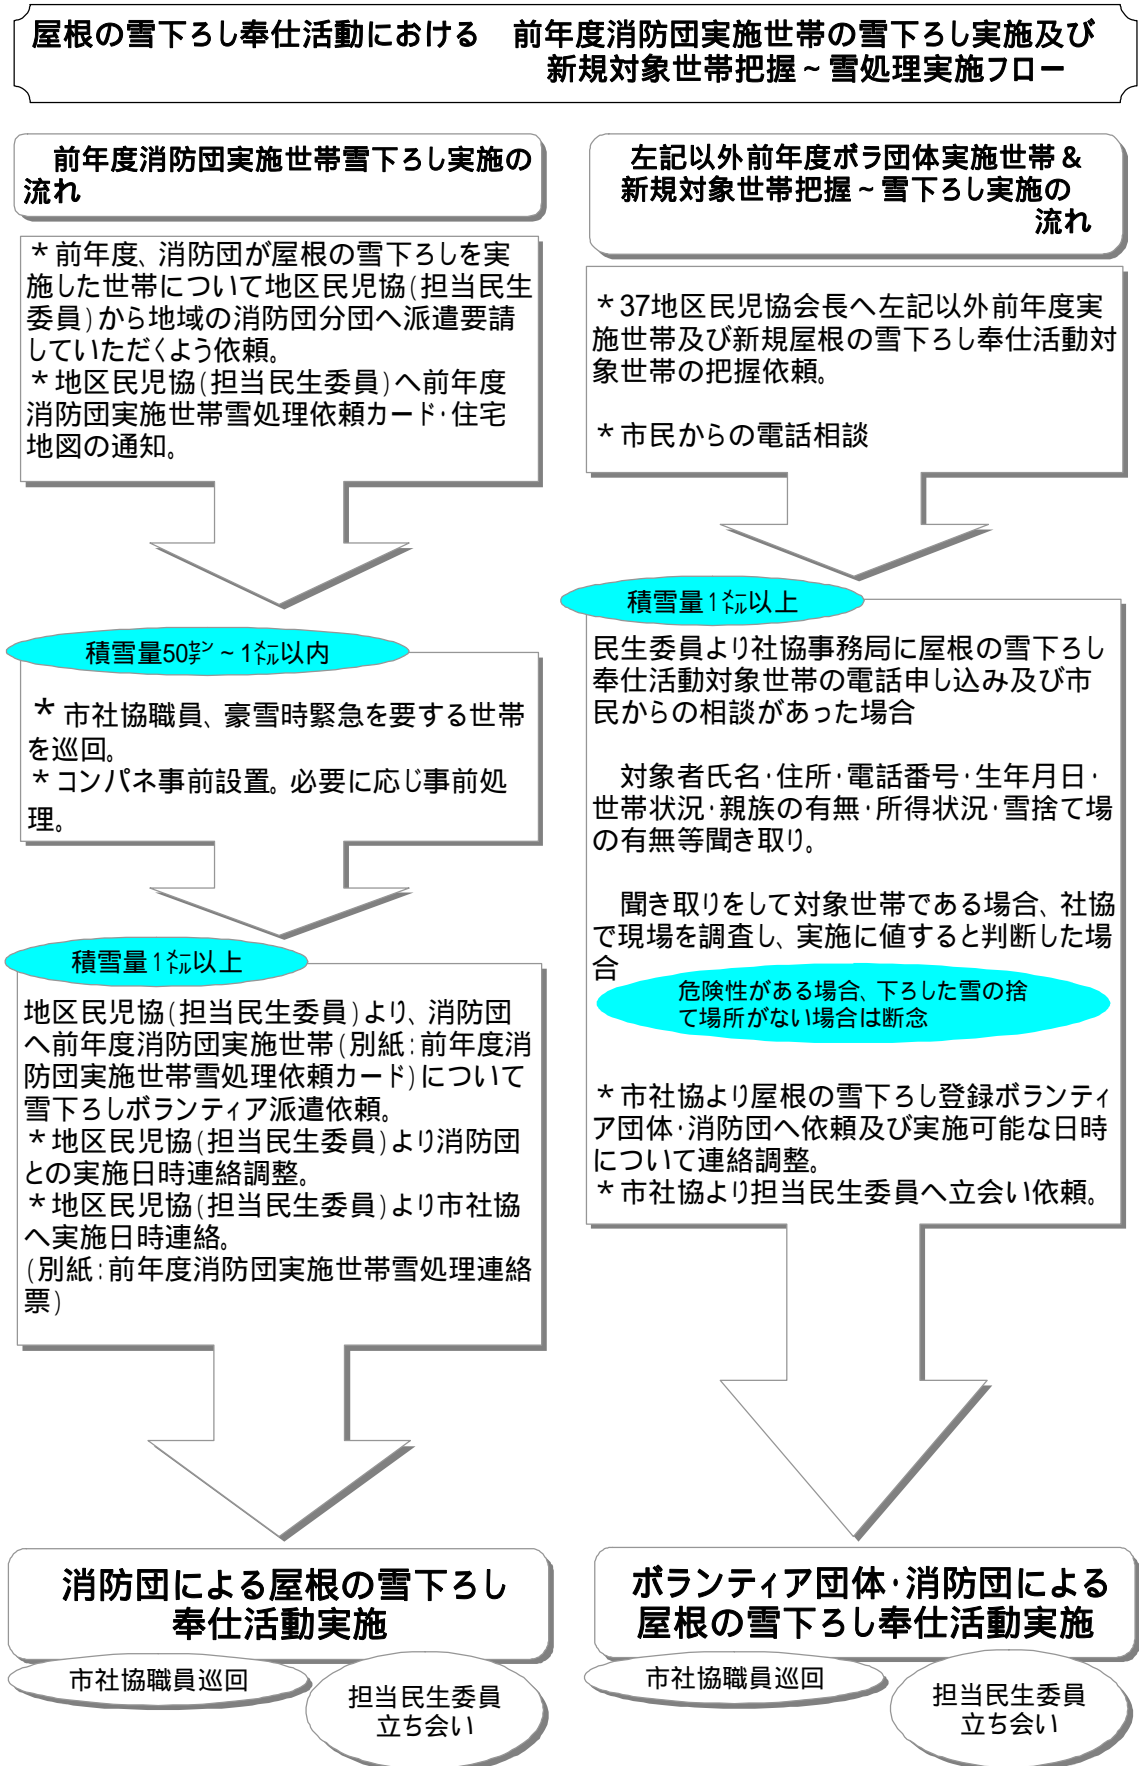 屋根の雪下ろし奉仕活動における　前年度消防団実施世帯の雪下ろし実施及び
新規対象世帯把握~雪処理実施フロー
前年度消防団実施世帯雪下ろし実施の
流れ
＊前年度、消防団が屋根の雪下ろしを実
施した世帯について地区民児協(担当民生
委員)から地域の消防団分団へ派遣要請
していただくよう依頼。
＊地区民児協(担当民生委員)へ前年度
消防団実施世帯雪処理依頼カード・住宅
地図の通知。
積雪量50㌢~1㍍以内
＊市社協職員、豪雪時緊急を要する世帯
を巡回。
＊コンパネ事前設置。必要に応じ事前処
理。
積雪量1㍍以上
地区民児協(担当民生委員)より、消防団
へ前年度消防団実施世帯(別紙:前年度消
防団実施世帯雪処理依頼カード)について
雪下ろしボランティア派遣依頼。
＊地区民児協(担当民生委員)より消防団
との実施日時連絡調整。
＊地区民児協(担当民生委員)より市社協
へ実施日時連絡。
(別紙:前年度消防団実施世帯雪処理連絡
票)
消防団による屋根の雪下ろし
奉仕活動実施
市社協職員巡回
担当民生委員
立ち会い
左記以外前年度ボラ団体実施世帯＆
新規対象世帯把握~雪下ろし実施の
流れ
＊37地区民児協会長へ左記以外前年度実
施世帯及び新規屋根の雪下ろし奉仕活動対
象世帯の把握依頼。
＊市民からの電話相談
積雪量1㍍以上
民生委員より社協事務局に屋根の雪下ろし
奉仕活動対象世帯の電話申し込み及び市
民からの相談があった場合
対象者氏名・住所・電話番号・生年月日・
世帯状況・親族の有無・所得状況・雪捨て場
の有無等聞き取り。
聞き取りをして対象世帯である場合、社協
で現場を調査し、実施に値すると判断した場
合
危険性がある場合、下ろした雪の捨
て場所がない場合は断念
＊市社協より屋根の雪下ろし登録ボランティ
ア団体・消防団へ依頼及び実施可能な日時
について連絡調整。
＊市社協より担当民生委員へ立会い依頼。
ボランティア団体・消防団による
屋根の雪下ろし奉仕活動実施
市社協職員巡回
担当民生委員
立ち会い